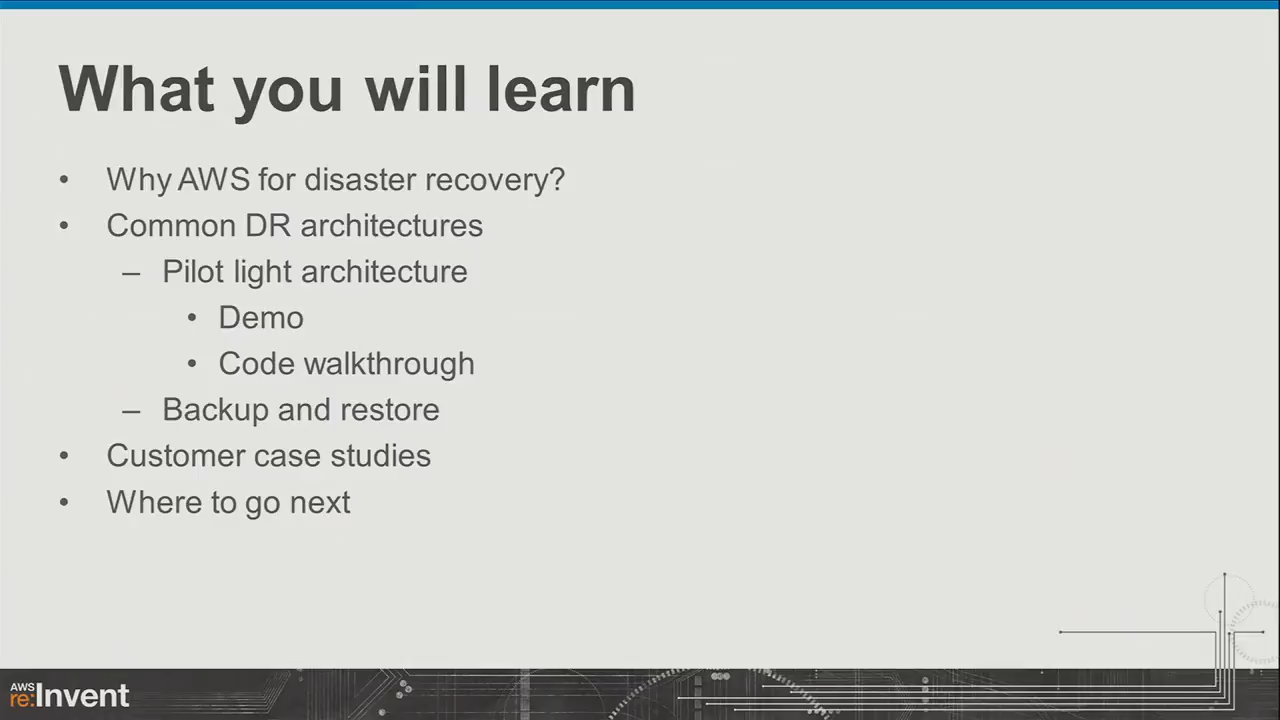 What you will learn
• Why AWS for disaster recovery?
• Common DR architectures
– Pilot light architecture
• Demo
• Code walkthrough
– Backup and restore
• Customer case studies
• Where to go next
AWS
re:Invent